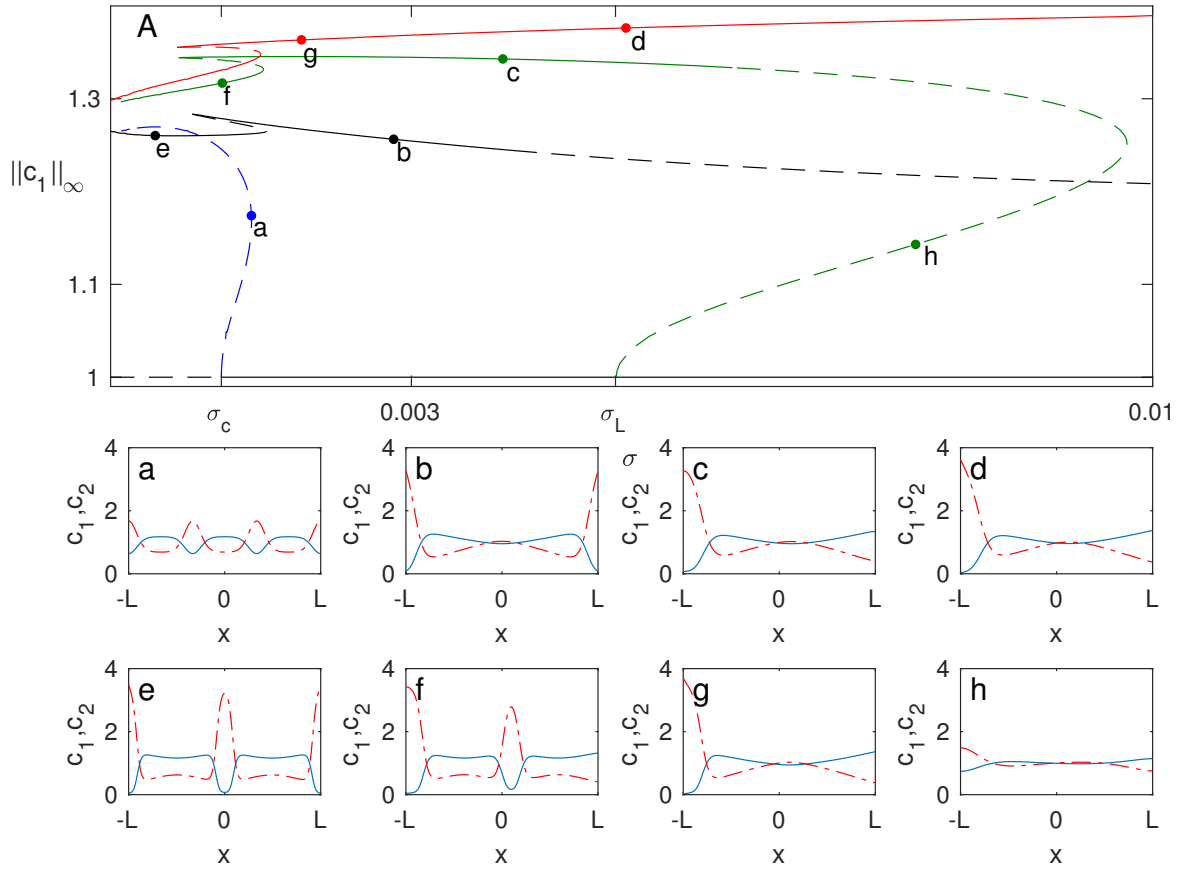 A
g
d
c
f
1.3
e
b
||c₁||∞
a
h
1.1
1
σc
0.003
σL
0.01
σ
4
2
0
c₁,c₂
a
-L
0
L
x
4
2
0
c₁,c₂
b
-L
0
L
x
4
2
0
c₁,c₂
c
-L
0
L
x
4
2
0
c₁,c₂
d
-L
0
L
x
4
2
0
c₁,c₂
e
-L
0
L
x
4
2
0
c₁,c₂
f
-L
0
L
x
4
2
0
c₁,c₂
g
-L
0
L
x
4
2
0
c₁,c₂
h
-L
0
L
x